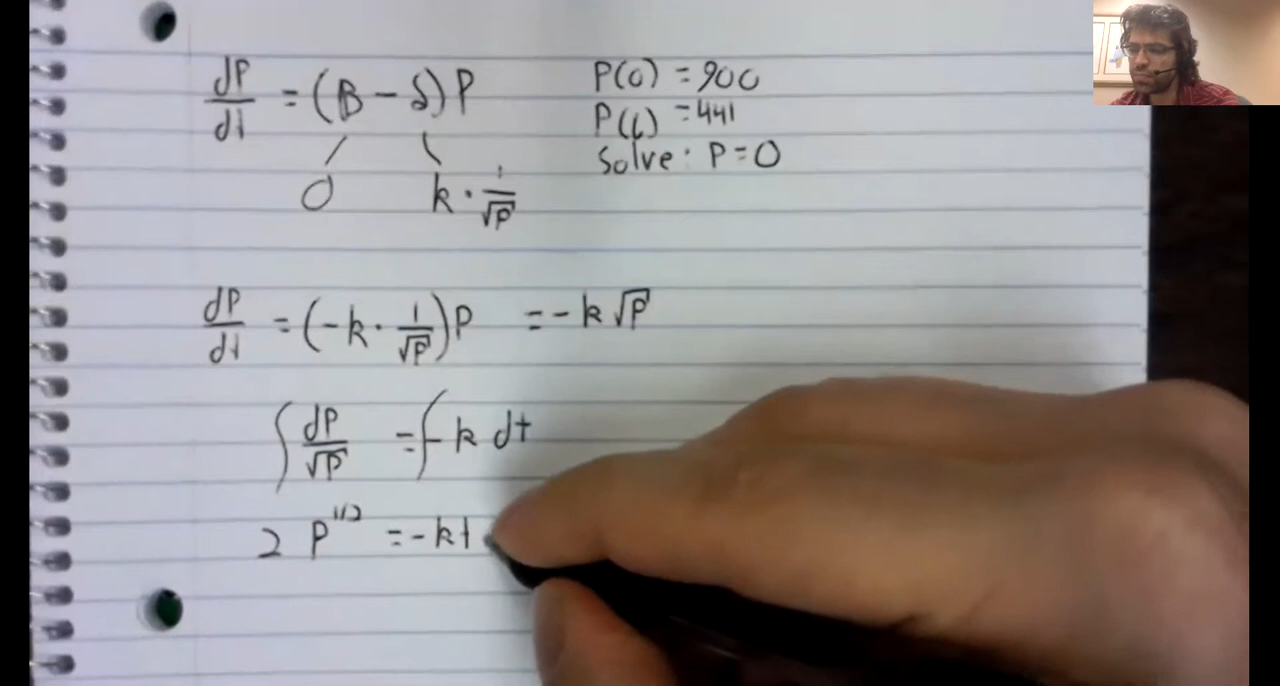 dP/dt = (β - δ)P
P(0) = 900
P(6) = 441
Solve: P = 0
0
k · 1/√P
dP/dt = (-k · 1/√P)P = -k√P
∫ dP/√P = ∫ -k dt
2 P^1/2 = -kt